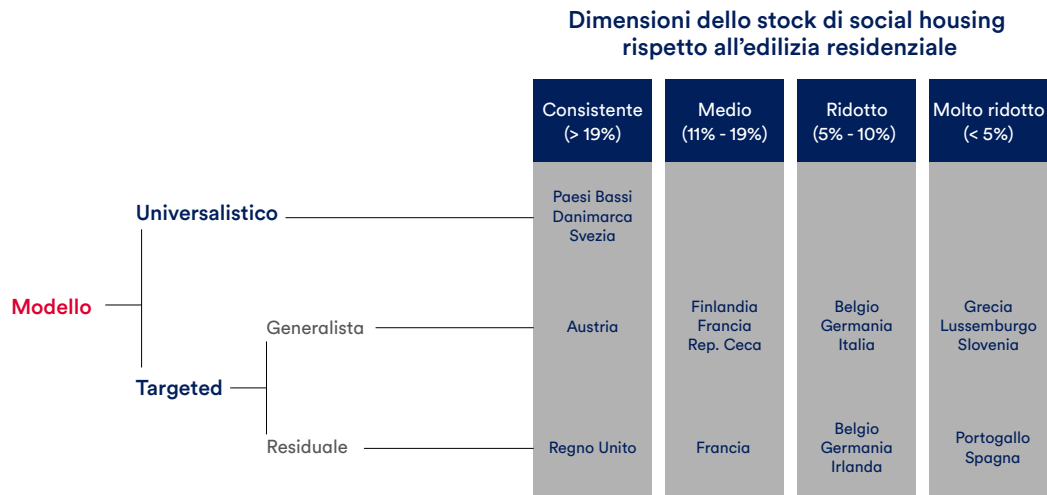 Dimensioni dello stock di social housing
rispetto all’edilizia residenziale
Consistente
(> 19%)
Medio
(11% - 19%)
Ridotto
(5% - 10%)
Molto ridotto
(< 5%)
Modello
Universalistico
Paesi Bassi
Danimarca
Svezia
Targeted
Generalista
Austria
Finlandia
Francia
Rep. Ceca
Belgio
Germania
Italia
Grecia
Lussemburgo
Slovenia
Residuale
Regno Unito
Francia
Belgio
Germania
Irlanda
Portogallo
Spagna